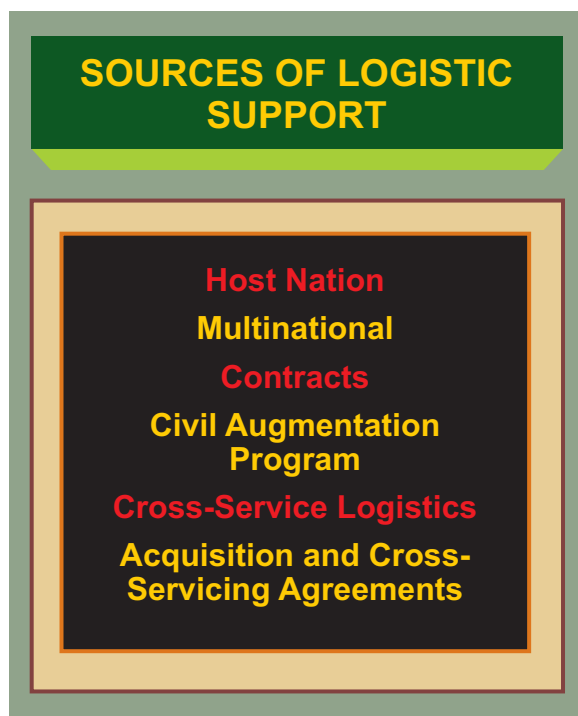 SOURCES OF LOGISTIC
SUPPORT
Host Nation
Multinational
Contracts
Civil Augmentation
Program
Cross-Service Logistics
Acquisition and Cross-
Servicing Agreements